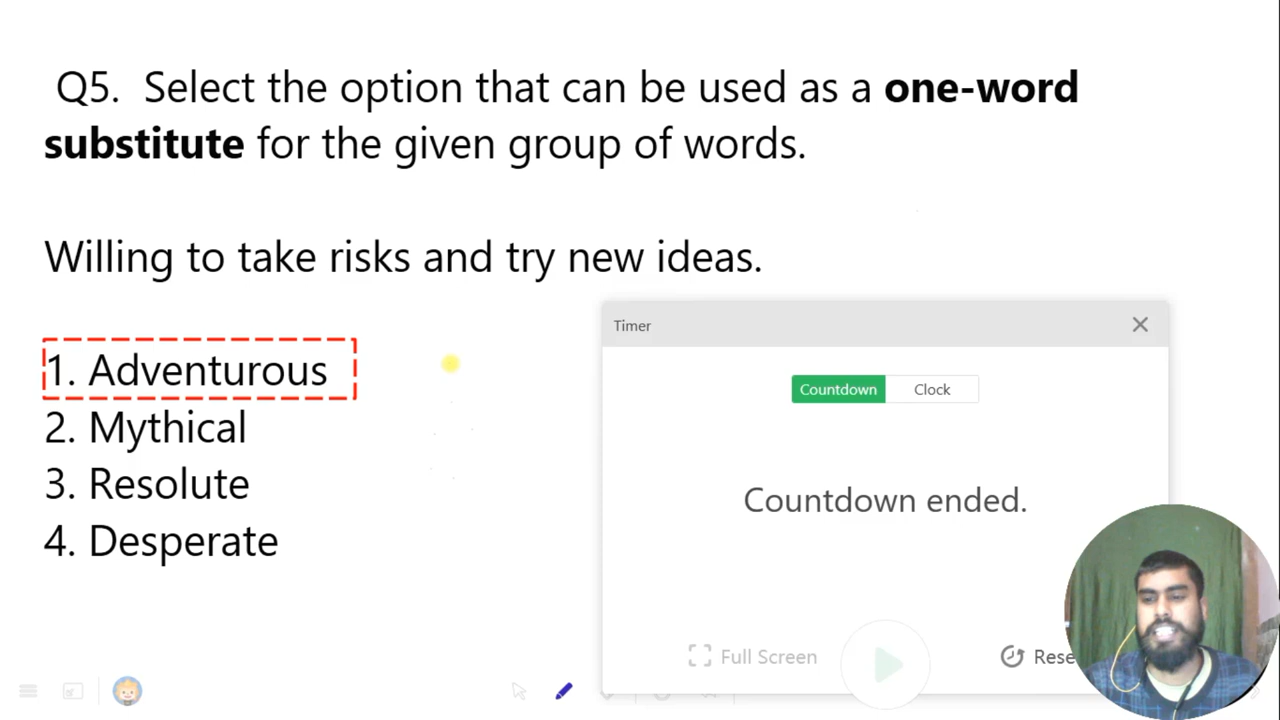 Q5. Select the option that can be used as a one-word
substitute for the given group of words.
Willing to take risks and try new ideas.
1. Adventurous
2. Mythical
3. Resolute
4. Desperate
Timer
Countdown Clock
Countdown ended.
Full Screen